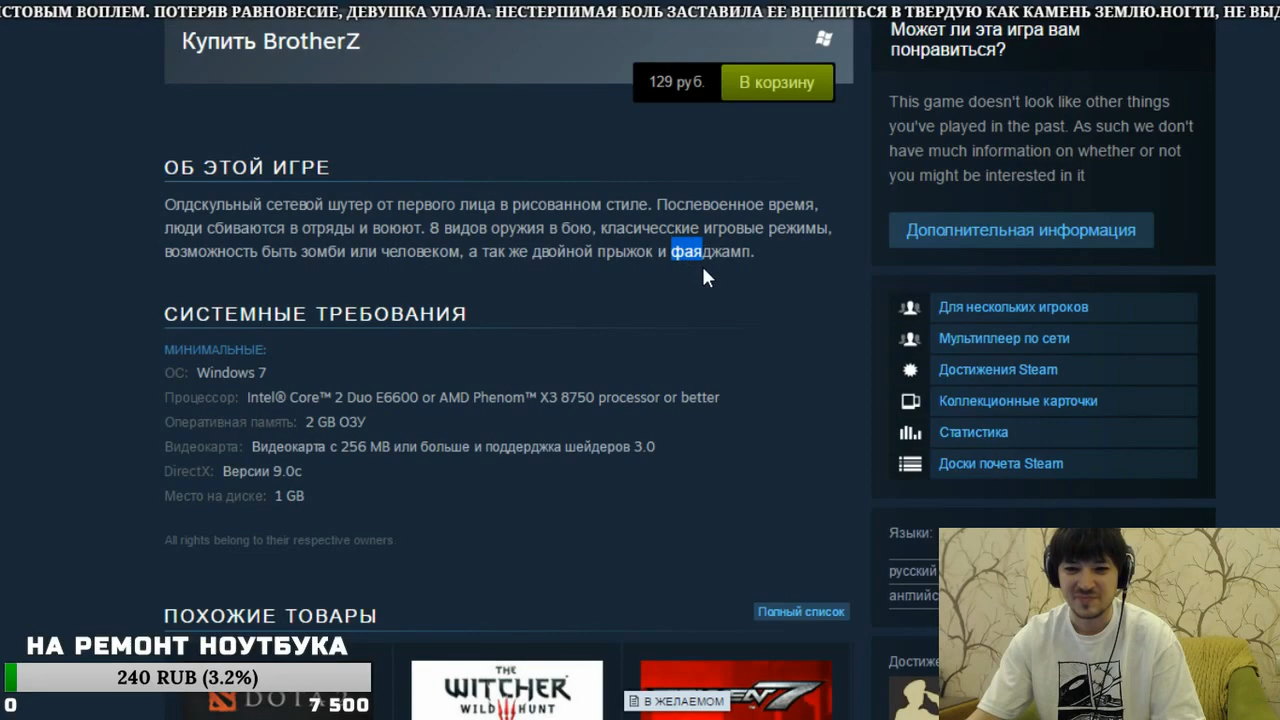 СТОВЫМ ВОПЛЕМ. ПОТЕРЯВ РАВНОВЕСИЕ, ДЕВУШКА УПАЛА. НЕСТЕРПИМАЯ БОЛЬ ЗАСТАВИЛА ЕЕ ВЦЕПИТЬСЯ В ТВЕРДУЮ КАК КАМЕНЬ ЗЕМЛЮ.НОГТИ, НЕ ВЫД
Купить BrotherZ
129 руб.
В корзину
ОБ ЭТОЙ ИГРЕ
Олдскульный сетевой шутер от первого лица в рисованном стиле. Послевоенное время,
люди сбиваются в отряды и воюют. 8 видов оружия в бою, класичесские игровые режимы,
возможность быть зомби или человеком, а так же двойной прыжок и фаяджамп.
СИСТЕМНЫЕ ТРЕБОВАНИЯ
МИНИМАЛЬНЫЕ:
ОС: Windows 7
Процессор: Intel® Core™ 2 Duo E6600 or AMD Phenom™ X3 8750 processor or better
Оперативная память: 2 GB ОЗУ
Видеокарта: Видеокарта с 256 MB или больше и поддержка шейдеров 3.0
DirectX: Версии 9.0c
Место на диске: 1 GB
All rights belong to their respective owners.
ПОХОЖИЕ ТОВАРЫ
Полный список
НА РЕМОНТ НОУТБУКА
240 RUB (3.2%)
0
7 500
DOTA 2
THE
WITCHER
WILD HUNT
7
В ЖЕЛАЕМОМ
Может ли эта игра вам
понравиться?
This game doesn't look like other things
you've played in the past. As such we don't
have much information on whether or not
you might be interested in it
Дополнительная информация
Для нескольких игроков
Мультиплеер по сети
Достижения Steam
Коллекционные карточки
Статистика
Доски почета Steam
Языки:
русский
английс
Достиже